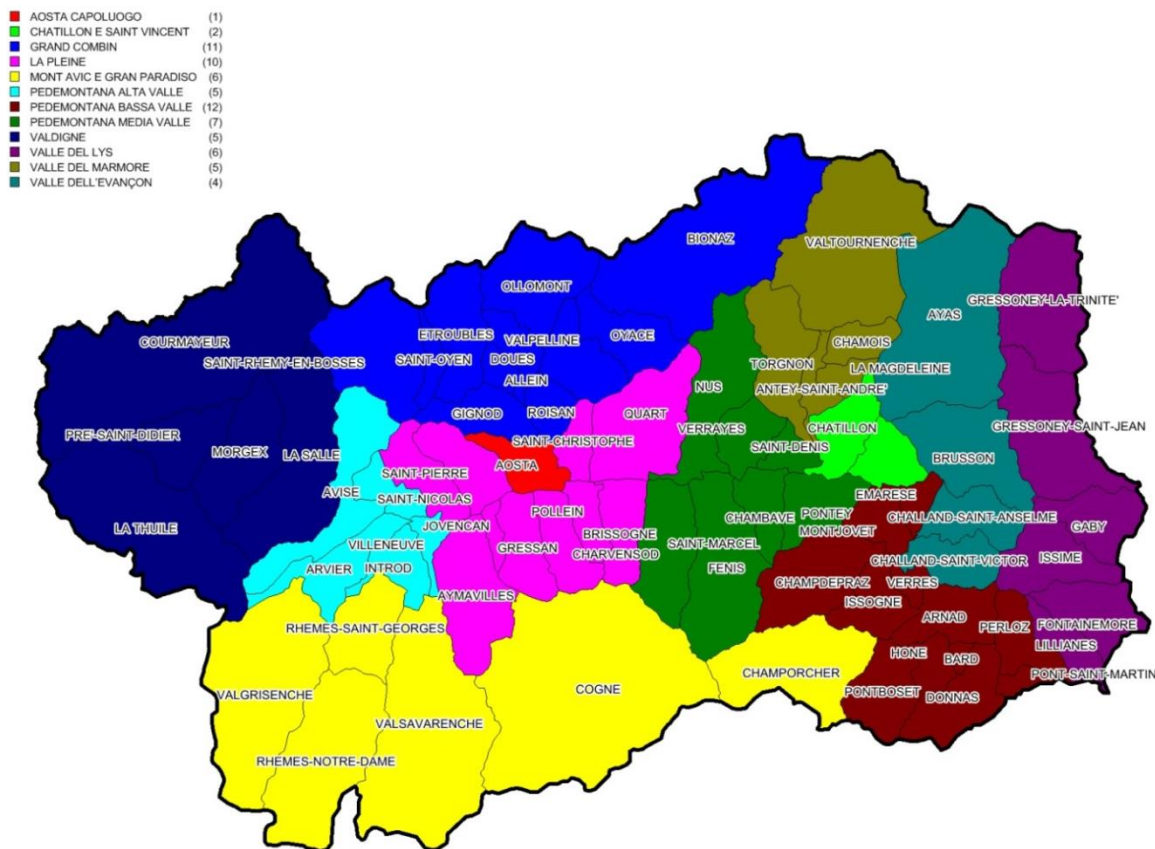 AOSTA CAPOLUOGO (1)
CHATILLON E SAINT VINCENT (2)
GRAND COMBIN (11)
LA PLEINE (10)
MONT AVIC E GRAN PARADISO (6)
PEDEMONTANA ALTA VALLE (5)
PEDEMONTANA BASSA VALLE (12)
PEDEMONTANA MEDIA VALLE (7)
VALDIGNE (5)
VALLE DEL LYS (6)
VALLE DEL MARMORE (5)
VALLE DELL'EVANÇON (4)
BIONAZ
VALTOURNENCHE
OLLOMONT
GRESSONEY-LA-TRINITE'
AYAS
ETROUBLES
OYACE
COURMAYEUR
VALPELLINE
CHAMOIS
SAINT-RHEMY-EN-BOSSES
SAINT-OYEN
DOUES
TORGNON
LA MAGDELEINE
ALLEIN
NUS
ANTEY-SAINT-ANDRE'
GIGNOD
ROISAN
QUART
GRESSONEY-SAINT-JEAN
VERRAYES
CHATILLON
PRE'-SAINT-DIDIER
SAINT-CHRISTOPHE
SAINT-DENIS
MORGEX
LA SALLE
BRUSSON
AOSTA
SAINT-PIERRE
AVISE
EMARESE
SAINT-NICOLAS
POLLEIN
CHAMBAVE
PONTEY
CHALLAND-SAINT-ANSELME
LA THUILE
JOVENCAN
GABY
BRISSOGNE
MONTJOVET
VILLENEUVE
GRESSAN
SAINT-MARCEL
CHARVENSOD
CHALLAND-SAINT-VICTOR
ISSIME
ARVIER
INTROD
FENIS
CHAMPDEPRAZ
VERRES
AYMAVILLES
ISSOGNE
ARNAD
RHEMES-SAINT-GEORGES
PERLOZ
FONTAINEMORE
LILLIANES
HONE
BARD
CHAMPORCHER
PONT-SAINT-MARTIN
VALGRISENCHE
COGNE
PONTBOSET
DONNAS
VALSAVARENCHE
RHEMES-NOTRE-DAME